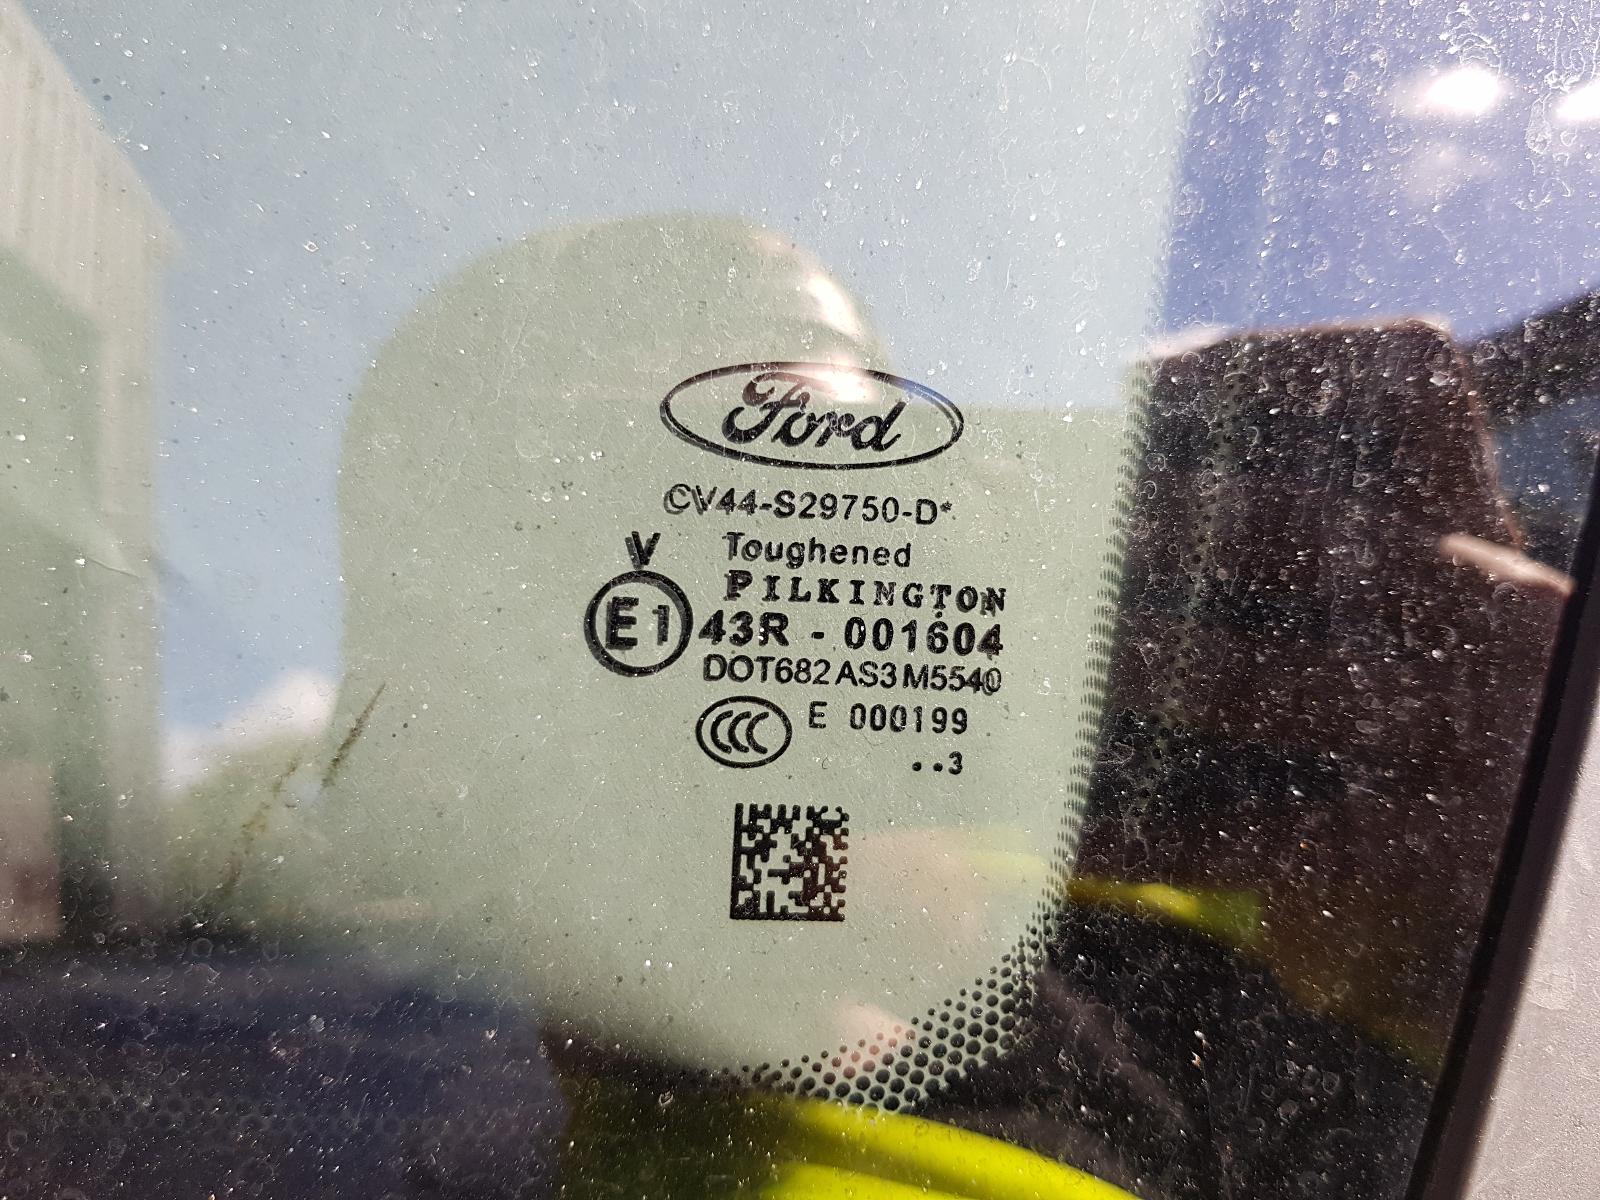 Ford
CV44-S29750-D*
V
Toughened
PILKINGTON
E1
43R - 001604
DOT682 AS3 M5540
CCC E 000199
..3